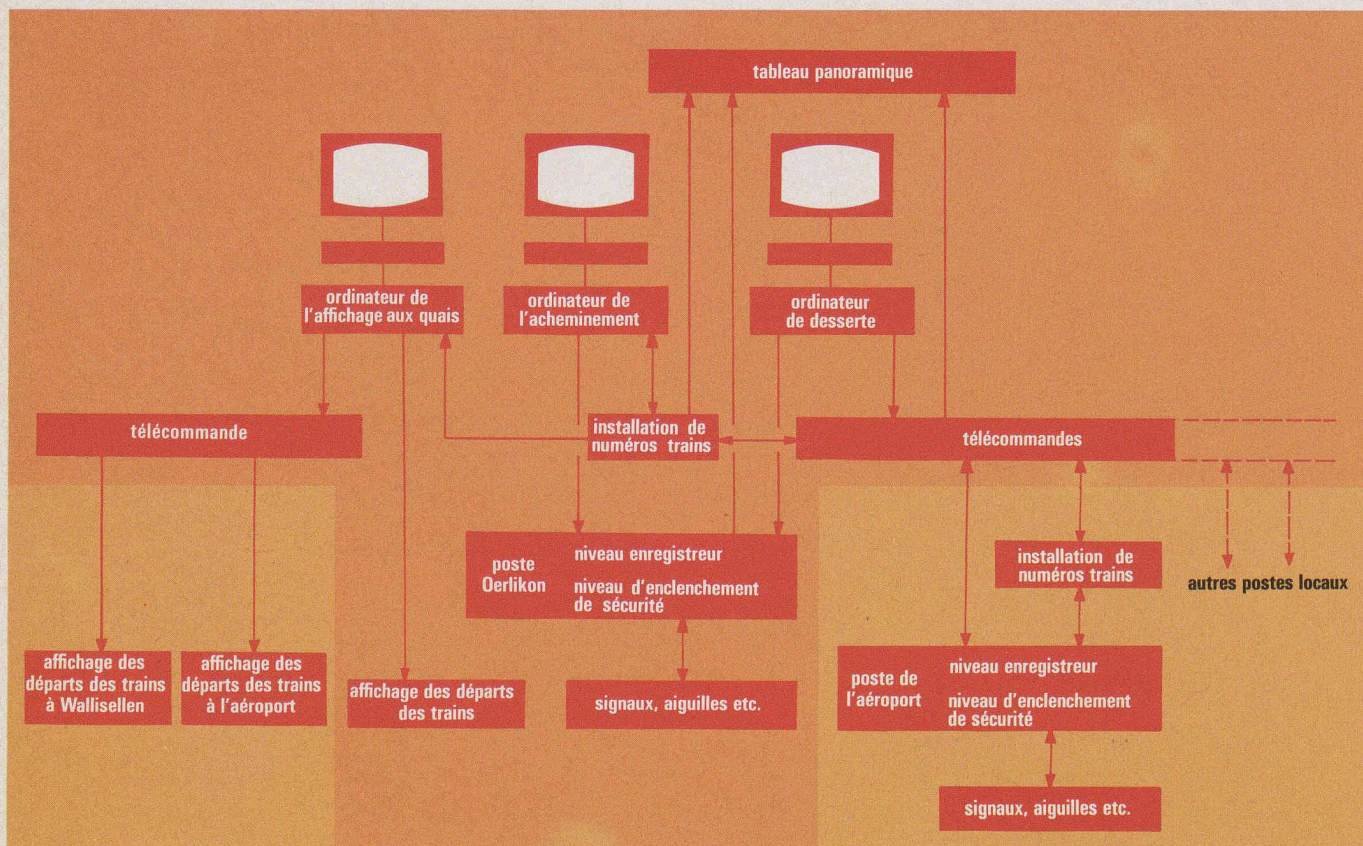 tableau panoramique
ordinateur de
l'affichage aux quais
ordinateur de
l'acheminement
ordinateur
de desserte
télécommande
installation de
numéros trains
télécommandes
poste
Oerlikon
niveau enregistreur
niveau d'enclenchement
de sécurité
installation de
numéros trains
autres postes locaux
affichage des
départs des trains
à Wallisellen
affichage des
départs des trains
à l'aéroport
affichage des départs
des trains
signaux, aiguilles etc.
poste de
l'aéroport
niveau enregistreur
niveau d'enclenchement
de sécurité
signaux, aiguilles etc.